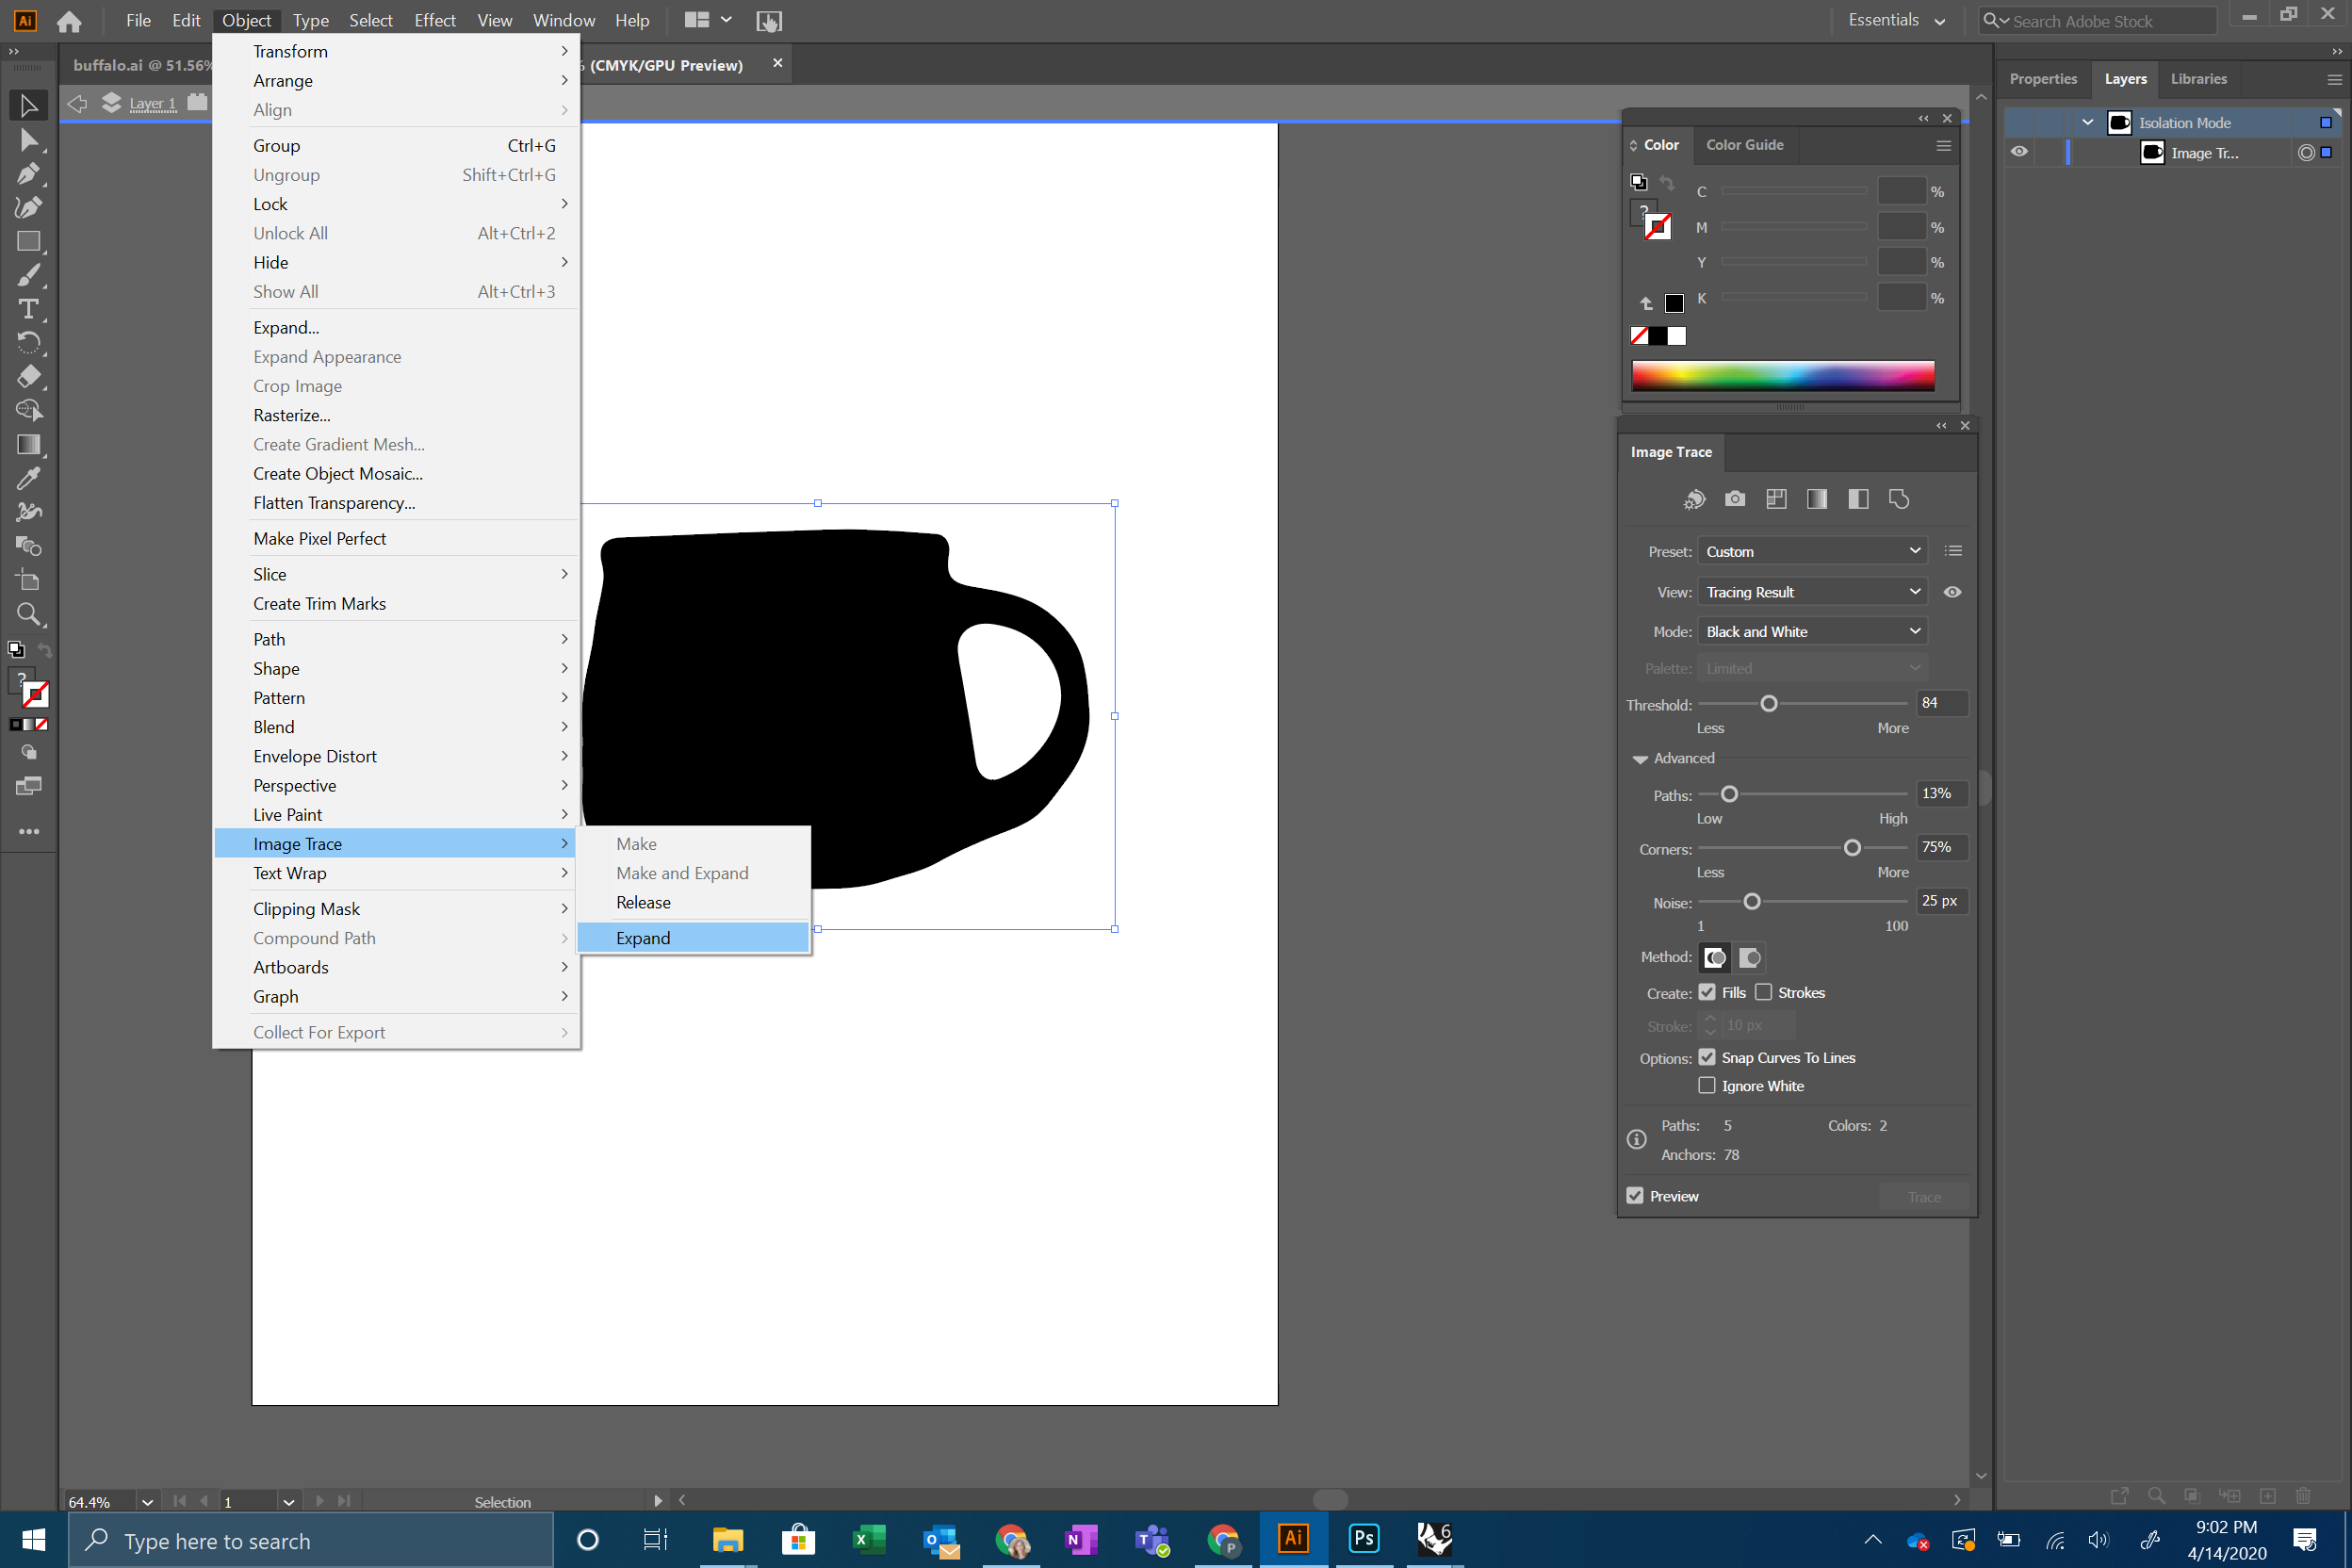 Ai File Edit Object Type Select Effect View Window Help Essentials Search Adobe Stock
buffalo.ai @ 51.56% % (CMYK/GPU Preview)
Layer 1
Transform
Arrange
Align
Group Ctrl+G
Ungroup Shift+Ctrl+G
Lock
Unlock All Alt+Ctrl+2
Hide
Show All Alt+Ctrl+3
Expand...
Expand Appearance
Crop Image
Rasterize...
Create Gradient Mesh...
Create Object Mosaic...
Flatten Transparency...
Make Pixel Perfect
Slice
Create Trim Marks
Path
Shape
Pattern
Blend
Envelope Distort
Perspective
Live Paint
Image Trace
Text Wrap
Clipping Mask
Compound Path
Artboards
Graph
Collect For Export
Make
Make and Expand
Release
Expand
Color Color Guide
C %
M %
Y %
K %
?
Image Trace
Preset: Custom
View: Tracing Result
Mode: Black and White
Palette: Limited
Threshold: 84
Less More
Advanced
Paths: 13%
Low High
Corners: 75%
Less More
Noise: 25 px
1 100
Method:
Create: Fills Strokes
Stroke: 10 px
Options: Snap Curves To Lines
Ignore White
Paths: 5 Colors: 2
Anchors: 78
Preview Trace
Properties Layers Libraries
Isolation Mode
Image Tr...
T
?
64.4% 1 Selection
Type here to search
X O N T P Ai Ps 6
9:02 PM
4/14/2020